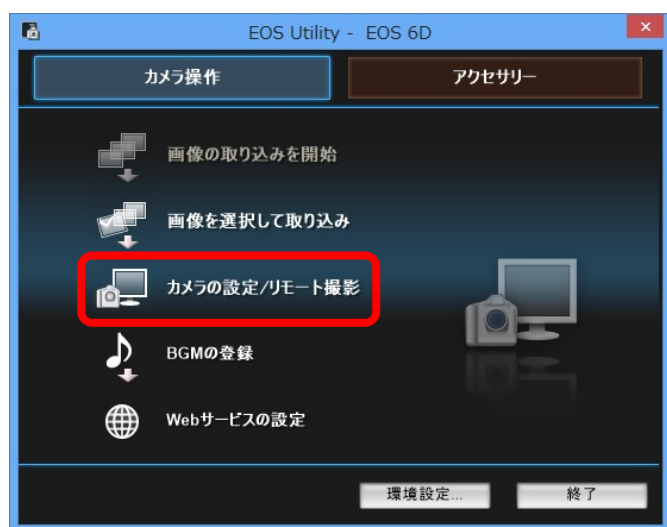 EOS Utility - EOS 6D
カメラ操作
アクセサリー
画像の取り込みを開始
画像を選択して取り込み
カメラの設定/リモート撮影
BGMの登録
Webサービスの設定
環境設定...
終了